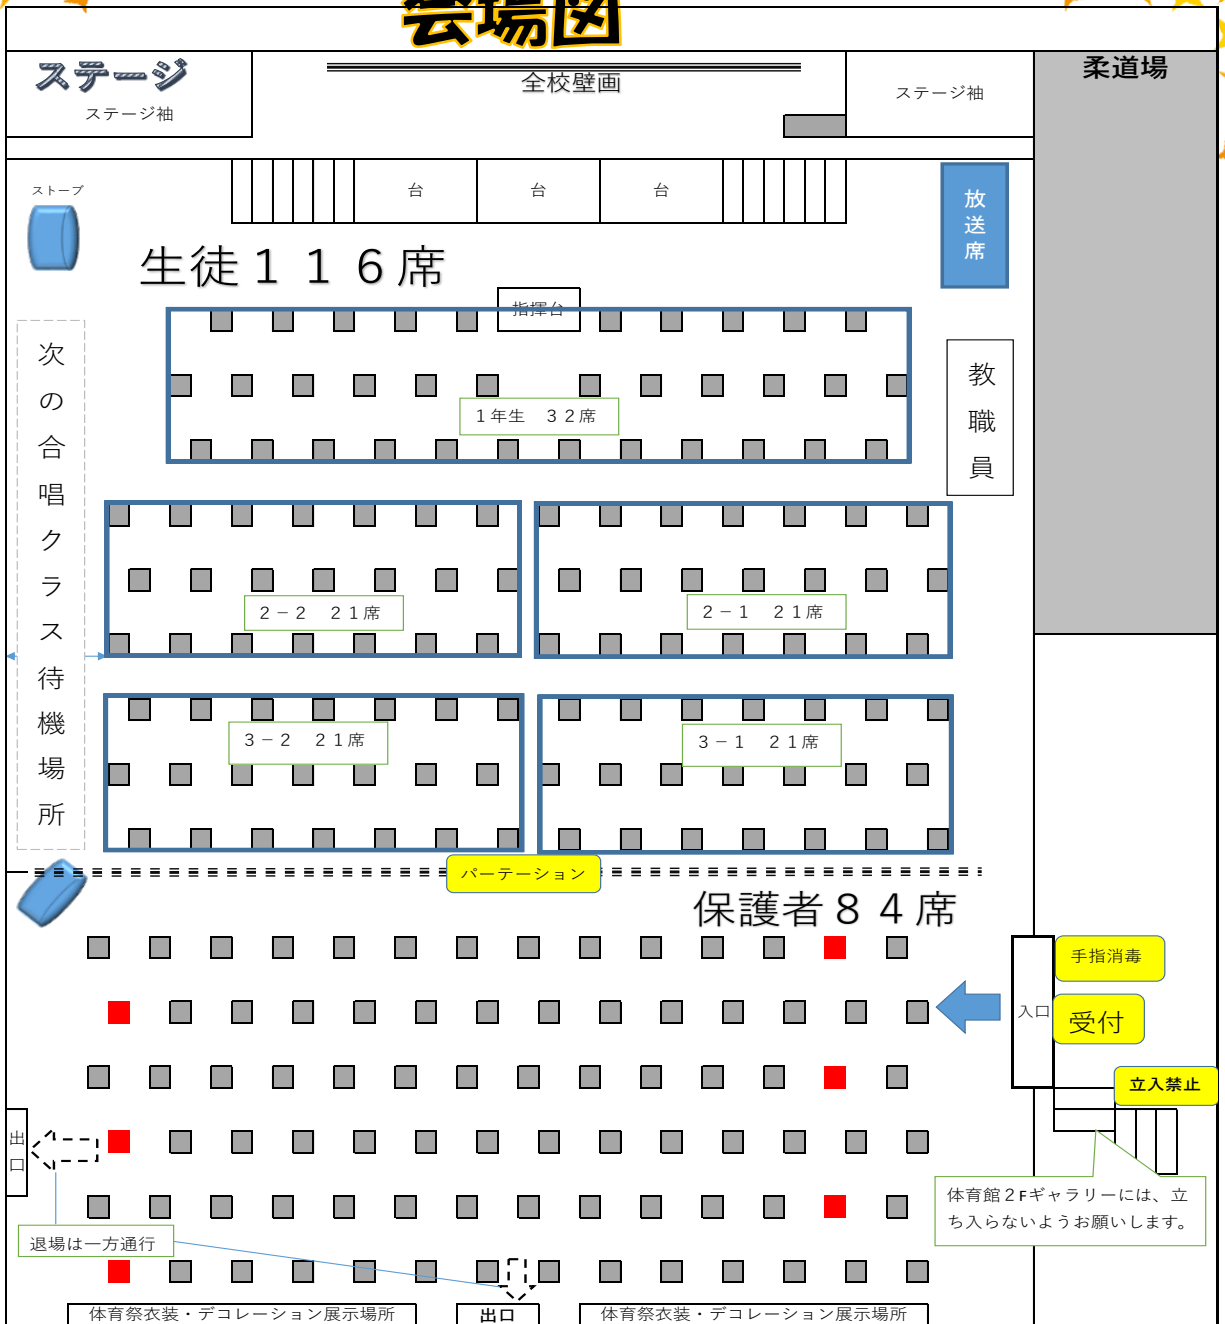 会場図
ステージ
ステージ袖
全校壁画
ステージ袖
柔道場
ストーブ
台
台
台
放送席
生徒１１６席
指揮台
次の合唱クラス待機場所
教職員
1年生　３２席
２－２　２１席
２－１　２１席
３－２　２１席
３－１　２１席
パーテーション
保護者８４席
手指消毒
入口
受付
立入禁止
出口
体育館２Fギャラリーには、立
ち入らないようお願いします。
退場は一方通行
体育祭衣装・デコレーション展示場所
出口
体育祭衣装・デコレーション展示場所